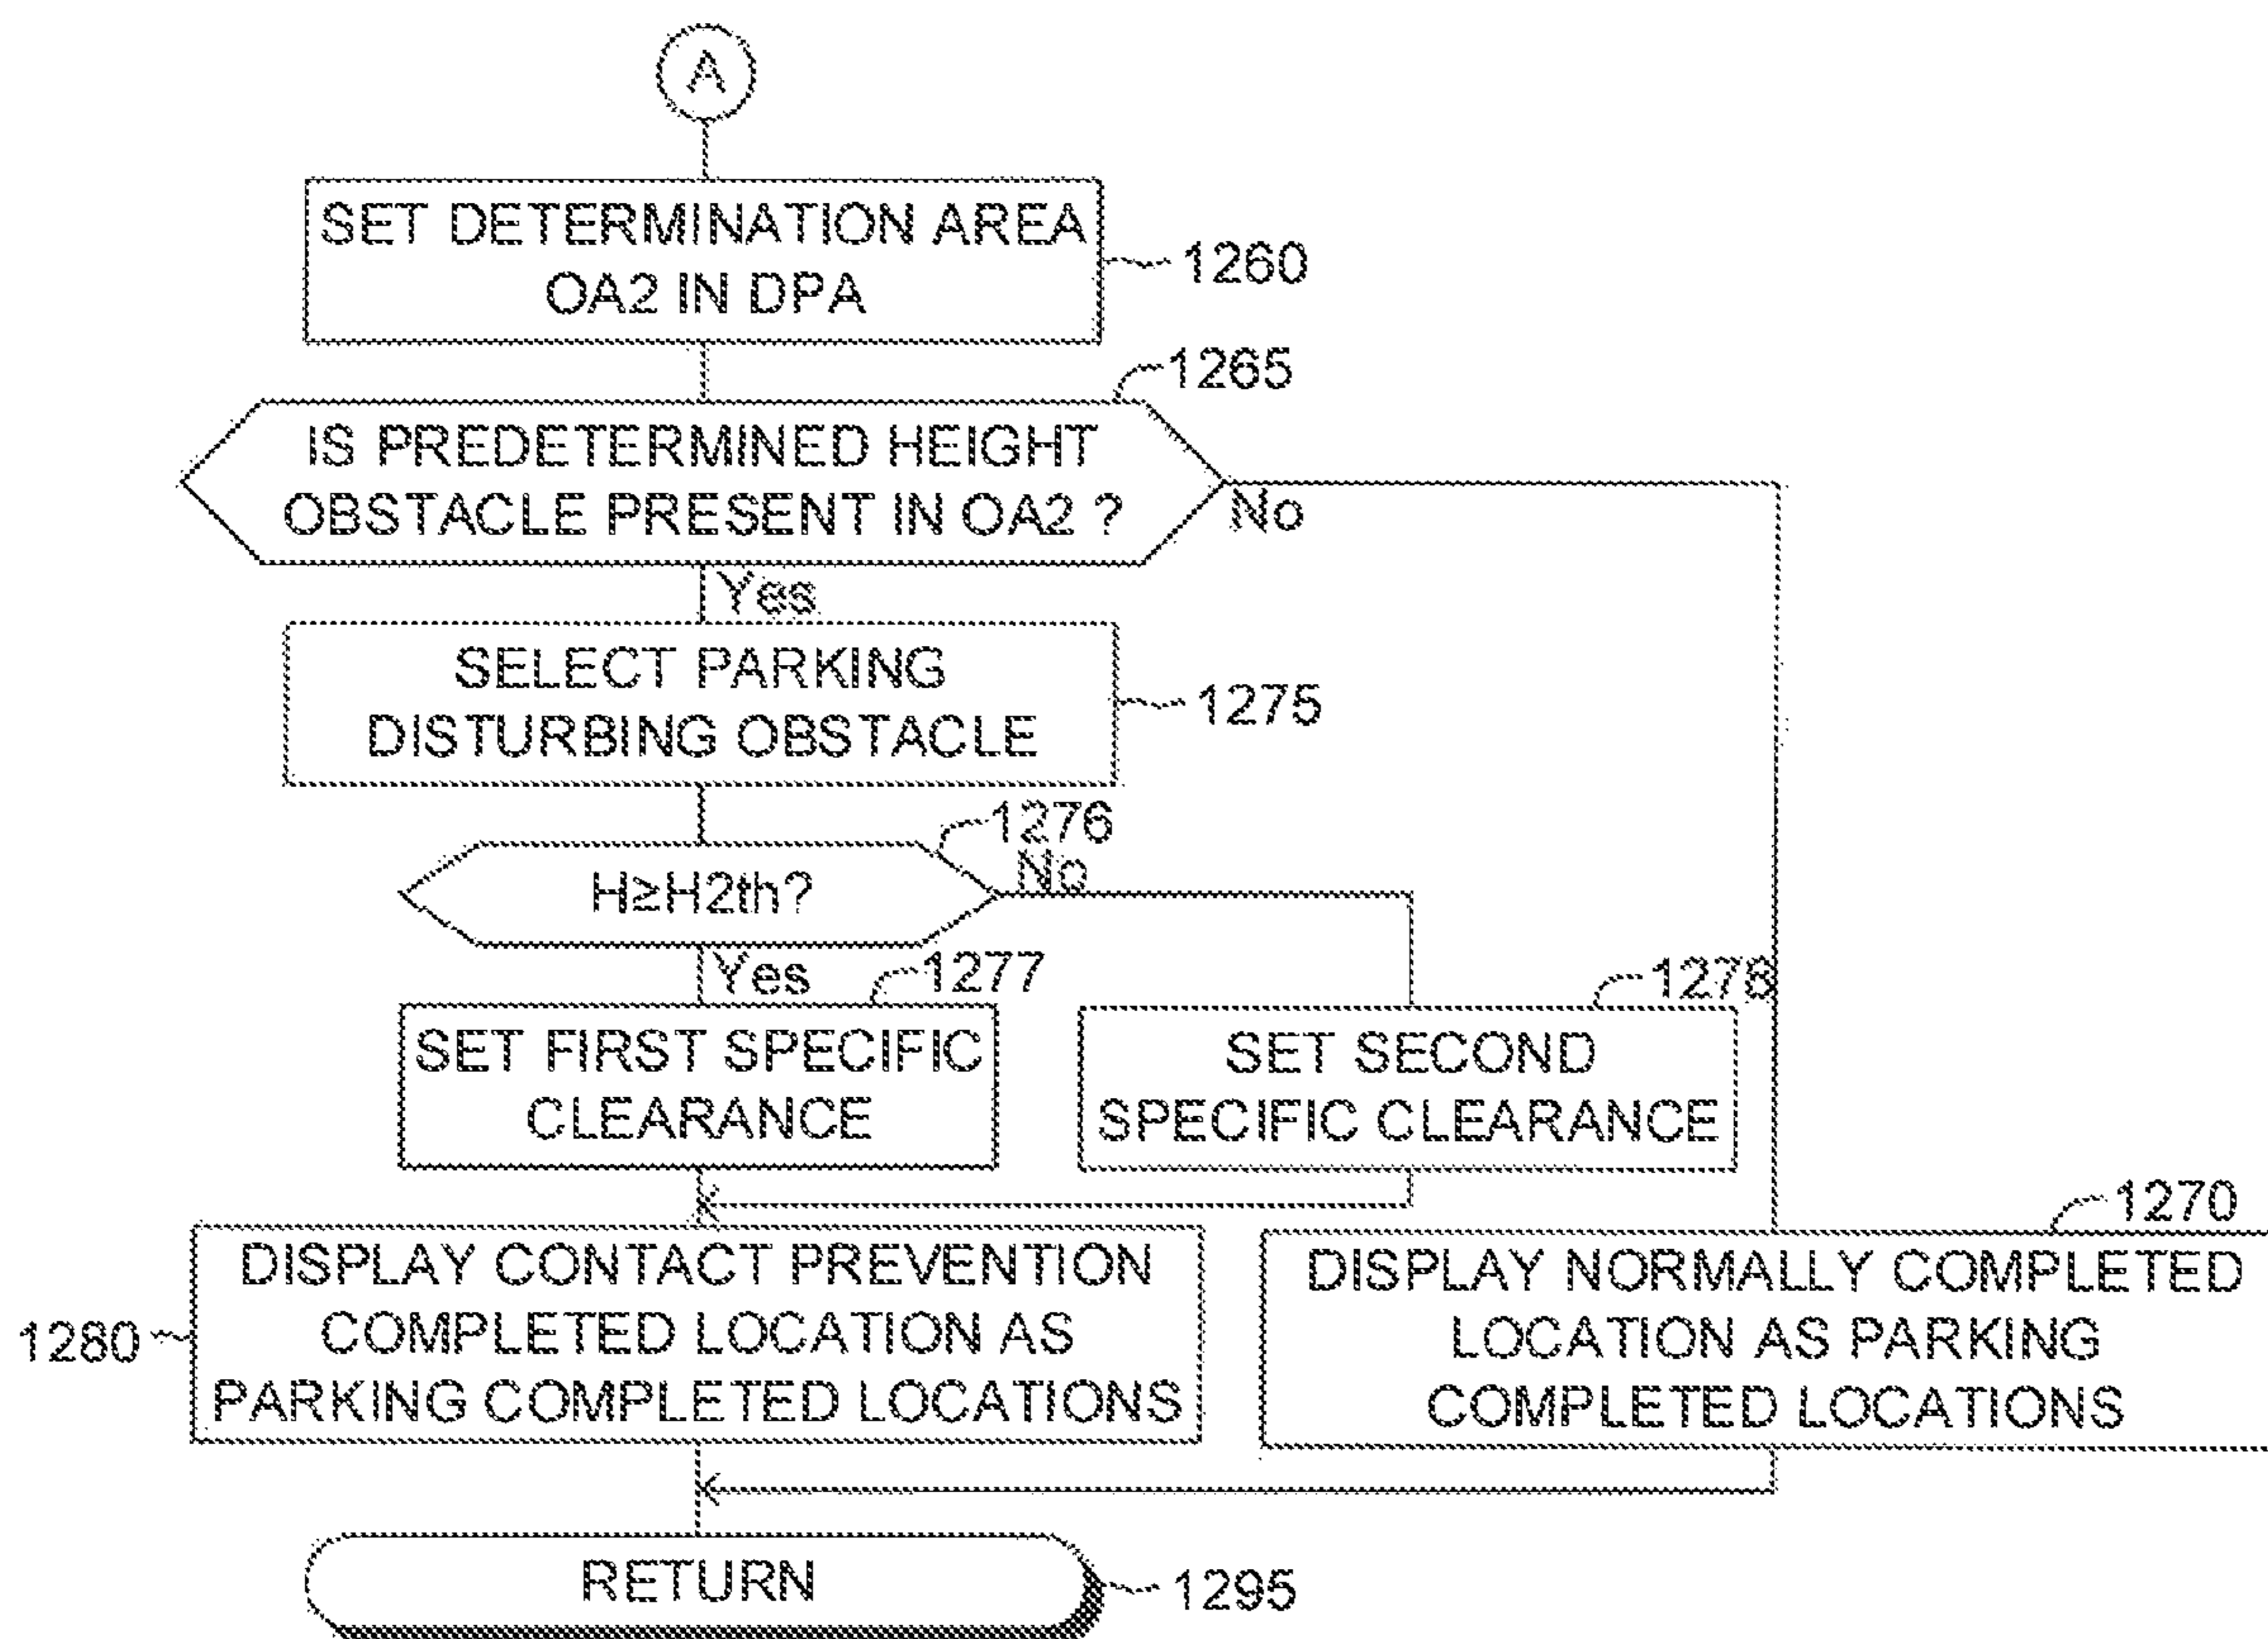 A
SET DETERMINATION AREA
OA2 IN DPA
1260
1265
IS PREDETERMINED HEIGHT
OBSTACLE PRESENT IN OA2 ?
No
Yes
SELECT PARKING
DISTURBING OBSTACLE
1275
1276
H≥H2th?
No
Yes
1277
1278
SET FIRST SPECIFIC
CLEARANCE
SET SECOND
SPECIFIC CLEARANCE
1270
DISPLAY CONTACT PREVENTION
COMPLETED LOCATION AS
PARKING COMPLETED LOCATIONS
1280
DISPLAY NORMALLY COMPLETED
LOCATION AS PARKING
COMPLETED LOCATIONS
RETURN
1295